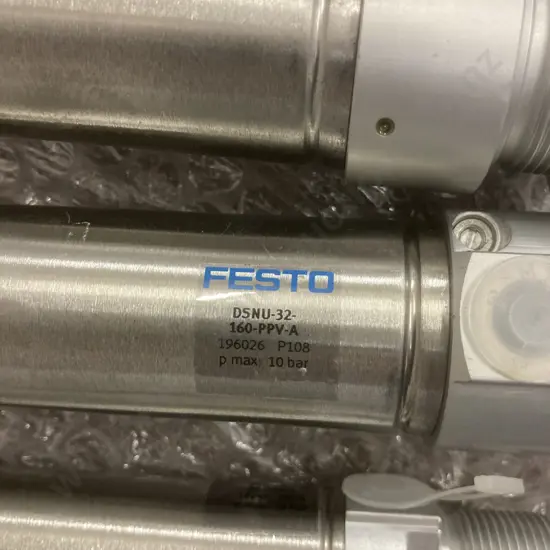 FESTO
DSNU-32-
160-PPV-A
196026 P108
p max: 10 bar